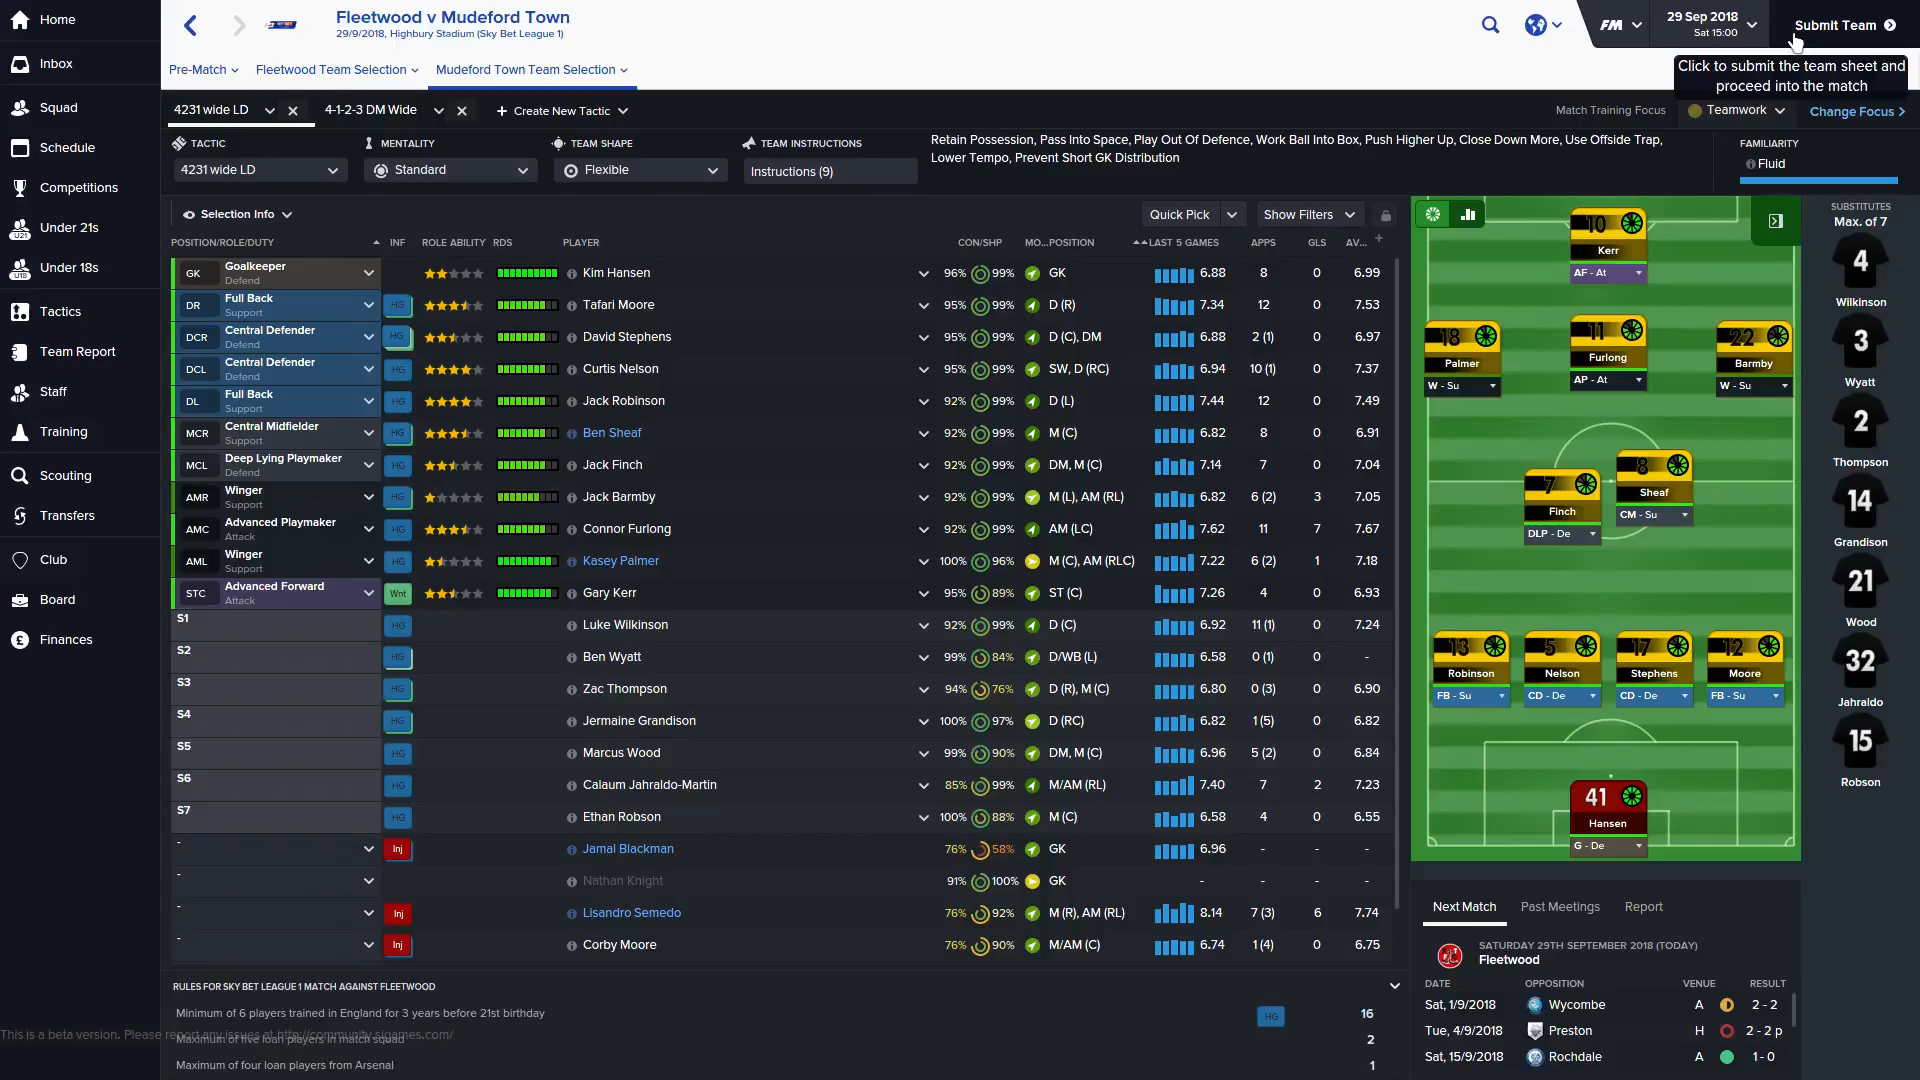 Home
Inbox
Squad
Schedule
Competitions
Under 21s
Under 18s
Tactics
Team Report
Staff
Training
Scouting
Transfers
Club
Board
Finances
Fleetwood v Mudeford Town
29/9/2018, Highbury Stadium (Sky Bet League 1)
FM
29 Sep 2018
Sat 15:00
Submit Team
Click to submit the team sheet and
proceed into the match
Pre-Match
Fleetwood Team Selection
Mudeford Town Team Selection
4231 wide LD
4-1-2-3 DM Wide
Create New Tactic
Match Training Focus
Teamwork
Change Focus
TACTIC
MENTALITY
TEAM SHAPE
TEAM INSTRUCTIONS
4231 wide LD
Standard
Flexible
Instructions (9)
Retain Possession, Pass Into Space, Play Out Of Defence, Work Ball Into Box, Push Higher Up, Close Down More, Use Offside Trap,
Lower Tempo, Prevent Short GK Distribution
FAMILIARITY
Fluid
Selection Info
Quick Pick
Show Filters
POSITION/ROLE/DUTY INF ROLE ABILITY RDS PLAYER CON/SHP MO... POSITION LAST 5 GAMES APPS GLS AV...
GK Goalkeeper Defend Kim Hansen 96% 99% GK 6.88 8 0 6.99
DR Full Back Support HG Tafari Moore 95% 99% D (R) 7.34 12 0 7.53
DCR Central Defender Defend HG David Stephens 95% 99% D (C), DM 6.88 2 (1) 0 6.97
DCL Central Defender Defend HG Curtis Nelson 95% 99% SW, D (RC) 6.94 10 (1) 0 7.37
DL Full Back Support HG Jack Robinson 92% 99% D (L) 7.44 12 0 7.49
MCR Central Midfielder Support HG Ben Sheaf 92% 99% M (C) 6.82 8 0 6.91
MCL Deep Lying Playmaker Defend HG Jack Finch 92% 99% DM, M (C) 7.14 7 0 7.04
AMR Winger Support HG Jack Barmby 92% 99% M (L), AM (RL) 6.82 6 (2) 3 7.05
AMC Advanced Playmaker Attack HG Connor Furlong 92% 99% AM (LC) 7.62 11 7 7.67
AML Winger Support HG Kasey Palmer 100% 96% M (C), AM (RLC) 7.22 6 (2) 1 7.18
STC Advanced Forward Attack Wnt Gary Kerr 95% 89% ST (C) 7.26 4 0 6.93
S1 HG Luke Wilkinson 92% 99% D (C) 6.92 11 (1) 0 7.24
S2 HG Ben Wyatt 99% 84% D/WB (L) 6.58 0 (1) 0 -
S3 HG Zac Thompson 94% 76% D (R), M (C) 6.80 0 (3) 0 6.90
S4 HG Jermaine Grandison 100% 97% D (RC) 6.82 1 (5) 0 6.82
S5 HG Marcus Wood 99% 90% DM, M (C) 6.96 5 (2) 0 6.84
S6 HG Calaum Jahraldo-Martin 85% 99% M/AM (RL) 7.40 7 2 7.23
S7 HG Ethan Robson 100% 88% M (C) 6.58 4 0 6.55
- Inj Jamal Blackman 76% 58% GK 6.96 - - -
- Nathan Knight 91% 100% GK - - - -
- Inj Lisandro Semedo 76% 92% M (R), AM (RL) 8.14 7 (3) 6 7.74
- Inj Corby Moore 76% 90% M/AM (C) 6.74 1 (4) 0 6.75
RULES FOR SKY BET LEAGUE 1 MATCH AGAINST FLEETWOOD
Minimum of 6 players trained in England for 3 years before 21st birthday HG 16
This is a beta version. Please report any issues at http://community.sigames.com/
Maximum of five loan players in match squad 2
Maximum of four loan players from Arsenal 1
10
Kerr
AF - At
18
Palmer
W - Su
11
Furlong
AP - At
22
Barmby
W - Su
7
Finch
DLP - De
8
Sheaf
CM - Su
13
Robinson
FB - Su
5
Nelson
CD - De
17
Stephens
CD - De
12
Moore
FB - Su
41
Hansen
G - De
SUBSTITUTES
Max. of 7
4
Wilkinson
3
Wyatt
2
Thompson
14
Grandison
21
Wood
32
Jahraldo
15
Robson
Next Match
Past Meetings
Report
SATURDAY 29TH SEPTEMBER 2018 (TODAY)
Fleetwood
DATE OPPOSITION VENUE RESULT
Sat, 1/9/2018 Wycombe A 2 - 2
Tue, 4/9/2018 Preston H 2 - 2 p
Sat, 15/9/2018 Rochdale A 1 - 0